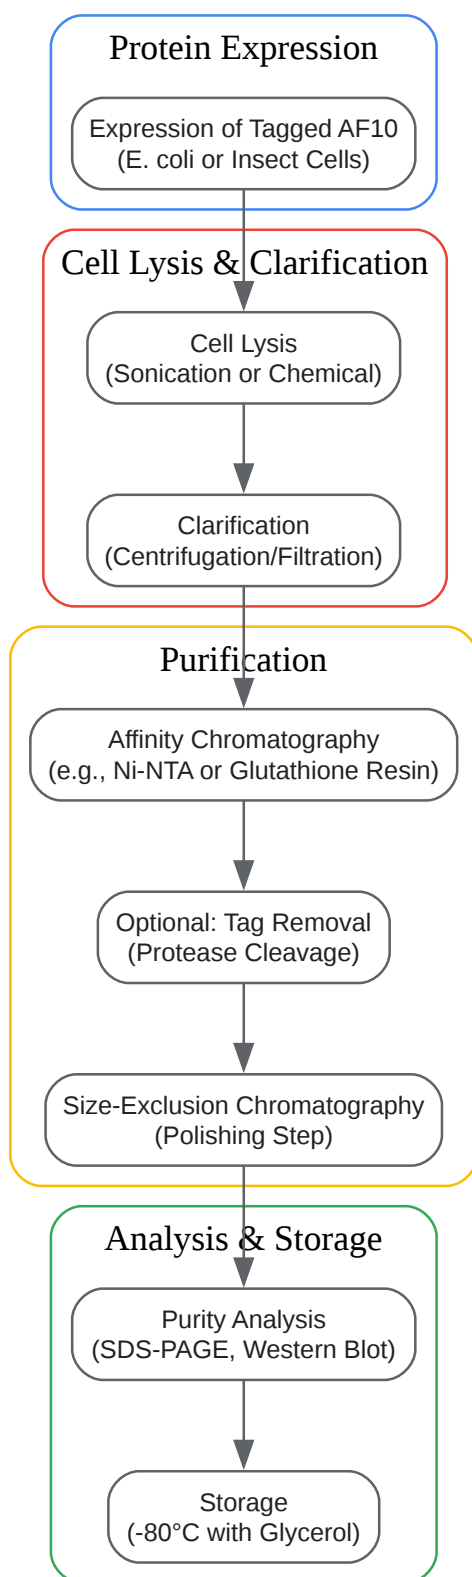 Protein Expression
Expression of Tagged AF10
(E. coli or Insect Cells)
Cell Lysis & Clarification
Cell Lysis
(Sonication or Chemical)
Clarification
(Centrifugation/Filtration)
Purification
Affinity Chromatography
(e.g., Ni-NTA or Glutathione Resin)
Optional: Tag Removal
(Protease Cleavage)
Size-Exclusion Chromatography
(Polishing Step)
Analysis & Storage
Purity Analysis
(SDS-PAGE, Western Blot)
Storage
(-80°C with Glycerol)